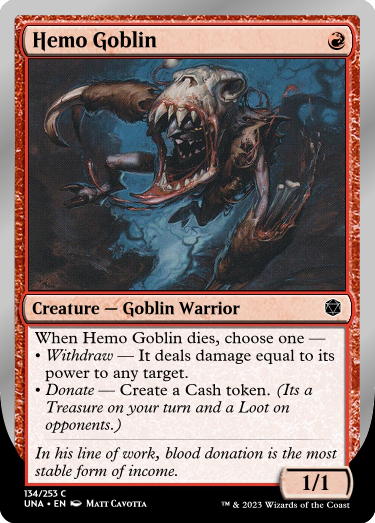 Hemo Goblin
Creature — Goblin Warrior
When Hemo Goblin dies, choose one —
• Withdraw — It deals damage equal to its
power to any target.
• Donate — Create a Cash token. (Its a
Treasure on your turn and a Loot on
opponents.)
In his line of work, blood donation is the most
stable form of income.
1/1
134/253 C
UNA • EN Matt Cavotta
™ & 2023 Wizards of the Coast